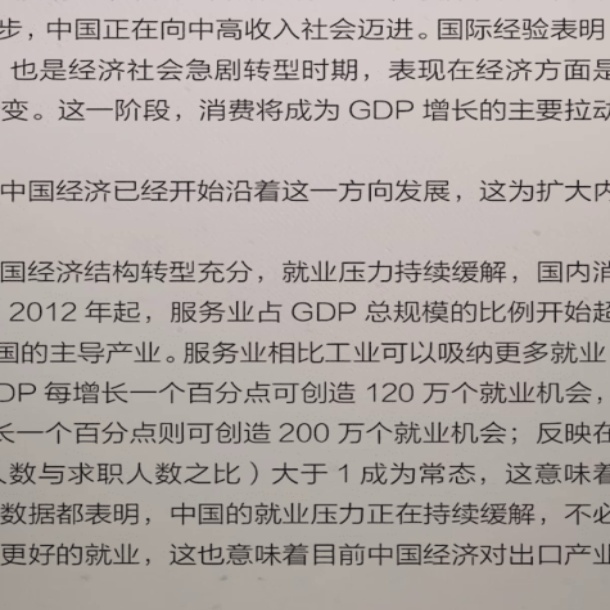 步，中国正在向中高收入社会迈进。国际经验表明
也是经济社会急剧转型时期，表现在经济方面是
变。这一阶段，消费将成为 GDP 增长的主要拉动
中国经济已经开始沿着这一方向发展，这为扩大内
国经济结构转型充分，就业压力持续缓解，国内消
2012 年起，服务业占 GDP 总规模的比例开始超
国的主导产业。服务业相比工业可以吸纳更多就业
DP 每增长一个百分点可创造 120 万个就业机会，
长一个百分点则可创造 200 万个就业机会；反映在
人数与求职人数之比）大于 1 成为常态，这意味着
数据都表明，中国的就业压力正在持续缓解，不必
更好的就业，这也意味着目前中国经济对出口产业